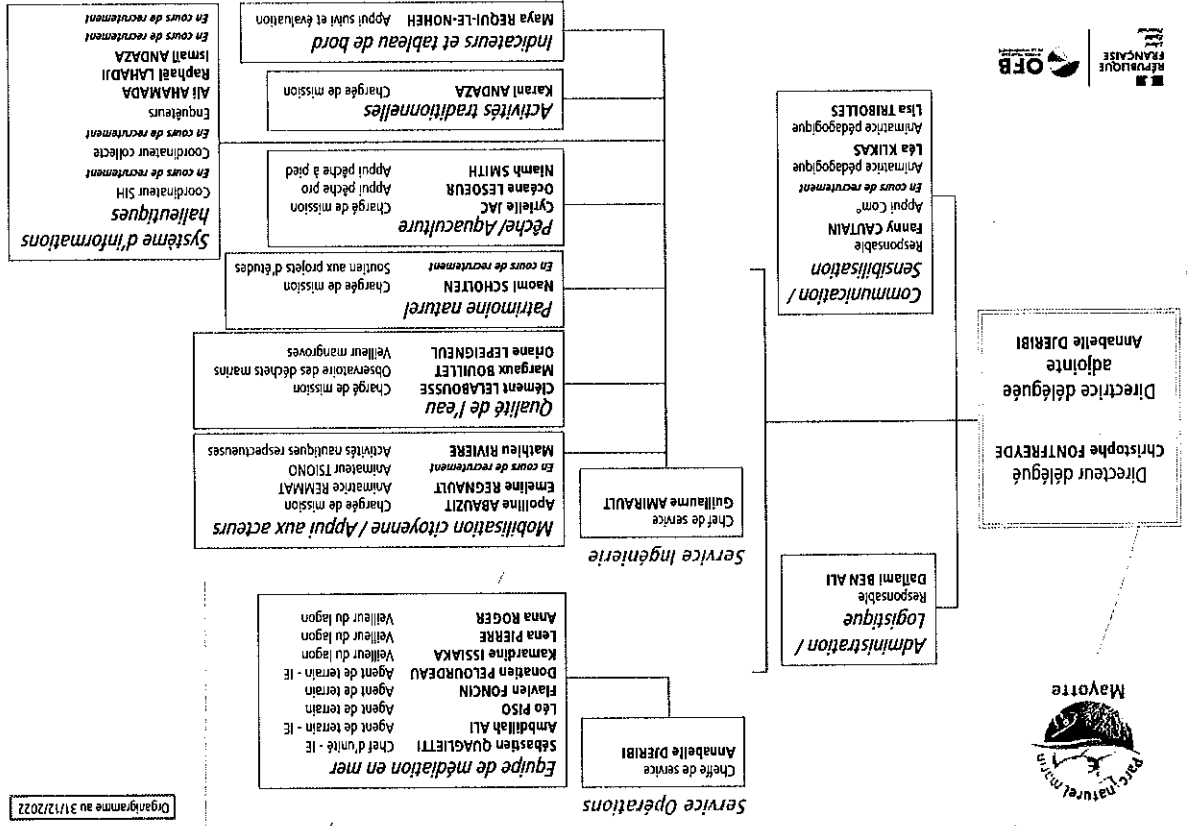 Organigramme au 31/12/2022
Parc naturel marin
Mayotte
Directeur délégué
Christophe FONTFREYDE
Directrice déléguée
adjointe
Annabelle DJERIBI
Administration /
Logistique
Responsable
Daïlami BEN ALI
Communication /
Sensibilisation
Responsable
Fanny CAUTAIN
Appui Com°
En cours de recrutement
Animatrice pédagogique
Léa KLIKAS
Animatrice pédagogique
Lisa TRIBOLLES
Service Opérations
Cheffe de service
Annabelle DJERIBI
Equipe de médiation en mer
Sébastien QUAGLIETTI Chef d'unité - IE
Ambdillah ALI Agent de terrain - IE
Léo PISO Agent de terrain
Flavien FONCIN Agent de terrain
Donatien PELOURDEAU Agent de terrain - IE
Kamardine ISSIAKA Veilleur du lagon
Lena PIERRE Veilleur du lagon
Anna ROGER Veilleur du lagon
Service Ingénierie
Chef de service
Guillaume AMIRAULT
Mobilisation citoyenne / Appui aux acteurs
Apolline ABAUZIT Chargée de mission
Emeline REGNAULT Animatrice REMMAT
En cours de recrutement Animateur TSIONO
Mathieu RIVIERE Activités nautiques respectueuses
Qualité de l'eau
Clément LELABOUSSE Chargé de mission
Margaux BOUILLET Observatoire des déchets marins
Oriane LEPEIGNEUL Veilleur mangroves
Patrimoine naturel
Naomi SCHOLTEN Chargée de mission
En cours de recrutement Soutien aux projets d'études
Pêche/Aquaculture
Cyrielle JAC Chargé de mission
Océane LESOEUR Appui pêche pro
Niamh SMITH Appui pêche à pied
Activités traditionnelles
Karani ANDAZA Chargée de mission
Indicateurs et tableau de bord
Maya REQUI-LE-NOHEH Appui suivi et évaluation
Système d'informations
halieutiques
Coordinateur SIH
En cours de recrutement
Coordinateur collecte
En cours de recrutement
Enquêteurs
Ali AHAMADA
Raphaël LAHADJI
Ismaïl ANDAZA
En cours de recrutement
En cours de recrutement
RÉPUBLIQUE
FRANÇAISE
OFB